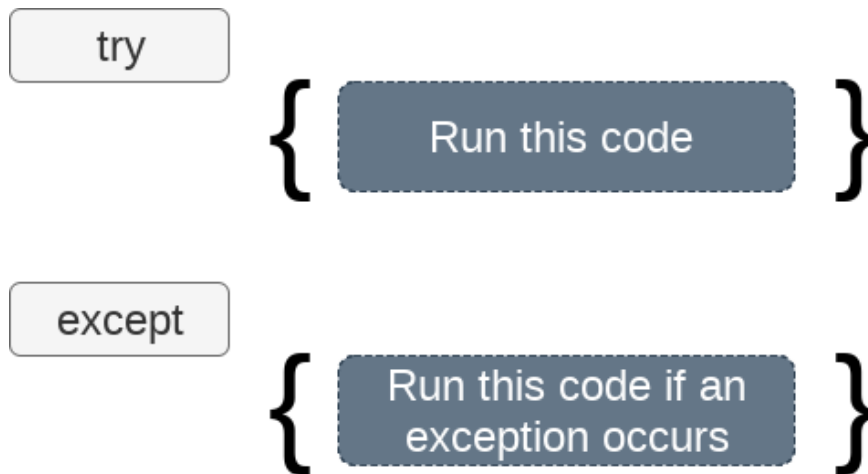 try
{ Run this code }
except
{ Run this code if an
exception occurs }